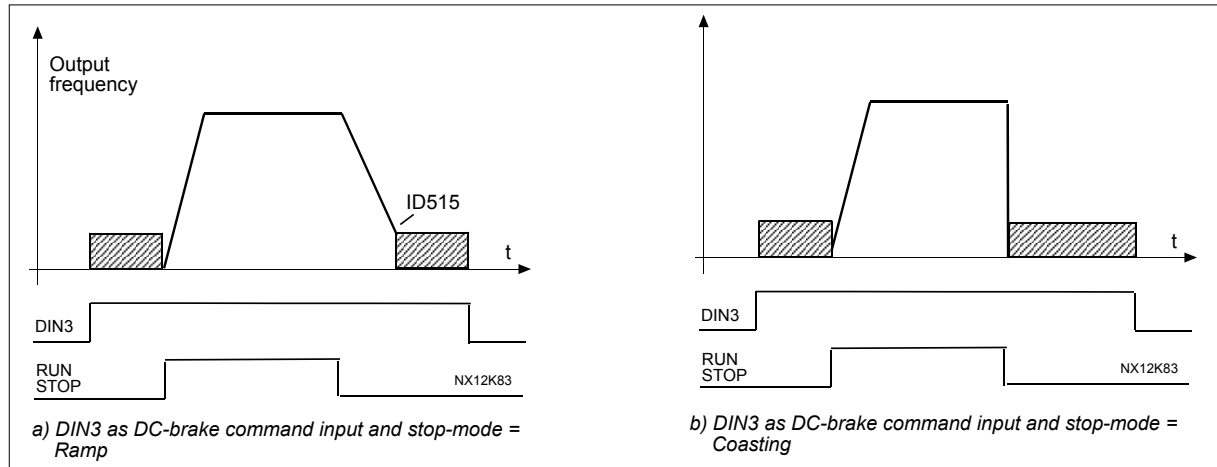 Output
frequency
ID515
t
DIN3
RUN
STOP
NX12K83
a) DIN3 as DC-brake command input and stop-mode =
Ramp
t
DIN3
RUN
STOP
NX12K83
b) DIN3 as DC-brake command input and stop-mode =
Coasting